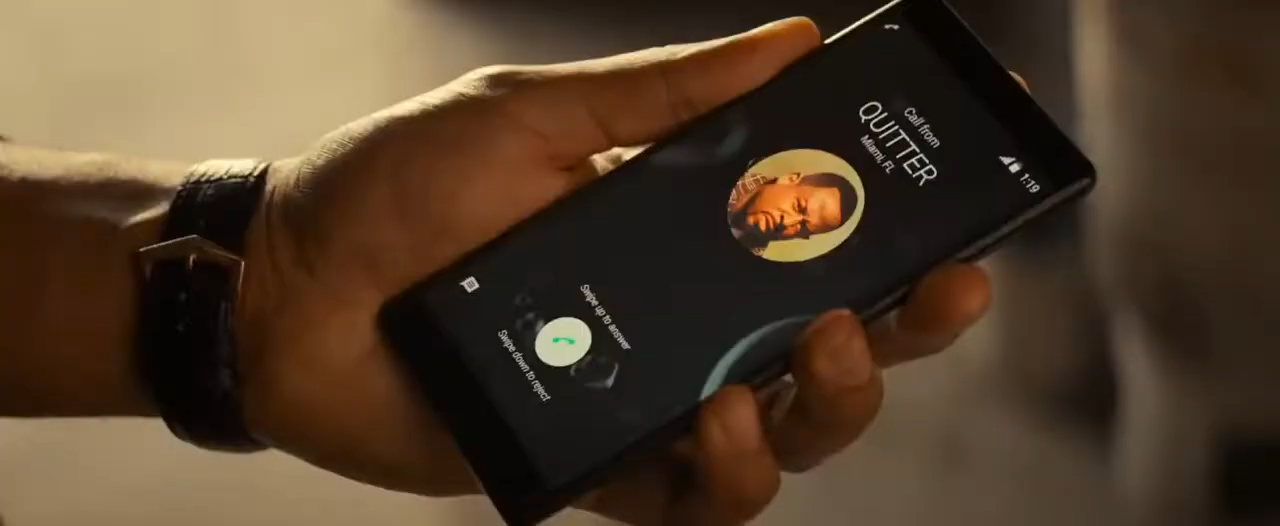 1:19
Call from
QUITTER
Miami, FL
Swipe up to answer
Swipe down to reject